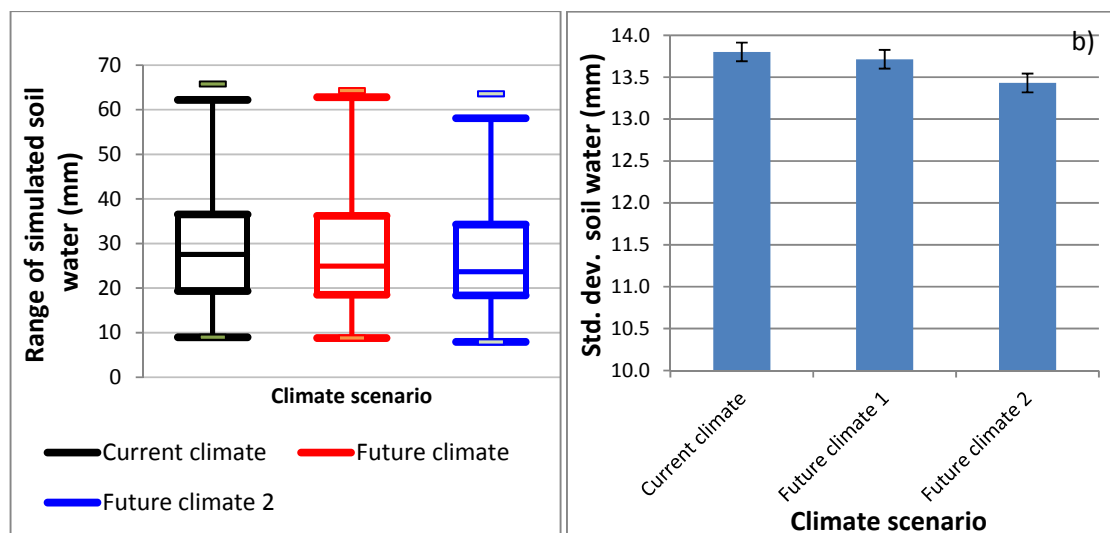 Range of simulated soil
water (mm)
70
60
50
40
30
20
10
0
Climate scenario
Current climate
Future climate
Future climate 2
b)
Std. dev. soil water (mm)
14.0
13.5
13.0
12.5
12.0
11.5
11.0
10.5
10.0
Current climate
Future climate 1
Future climate 2
Climate scenario